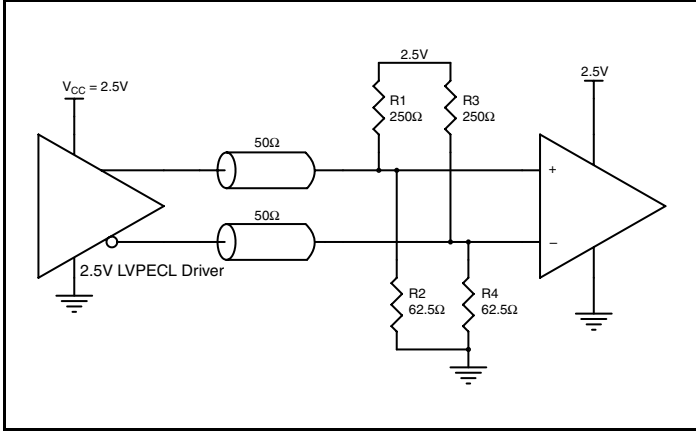 2.5V
V_CC = 2.5V
2.5V
R1
250Ω
R3
250Ω
50Ω
+
50Ω
−
2.5V LVPECL Driver
R2
62.5Ω
R4
62.5Ω